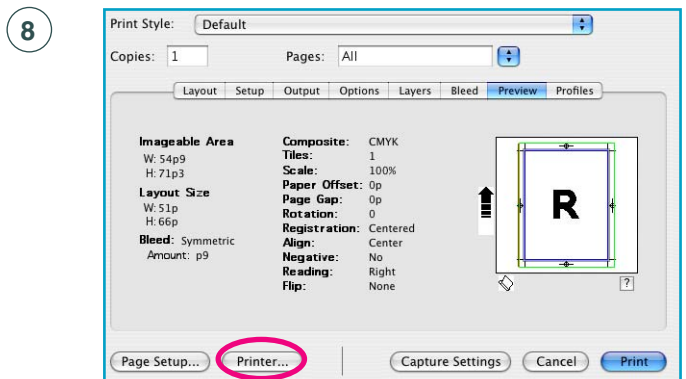 8
Print Style: Default
Copies: 1 Pages: All
Layout Setup Output Options Layers Bleed Preview Profiles
Imageable Area
W: 54p9
H: 71p3
Layout Size
W: 51p
H: 66p
Bleed: Symmetric
Amount: p9
Composite: CMYK
Tiles: 1
Scale: 100%
Paper Offset: 0p
Page Gap: 0p
Rotation: 0
Registration: Centered
Align: Center
Negative: No
Reading: Right
Flip: None
R
?
Page Setup... Printer... Capture Settings Cancel Print